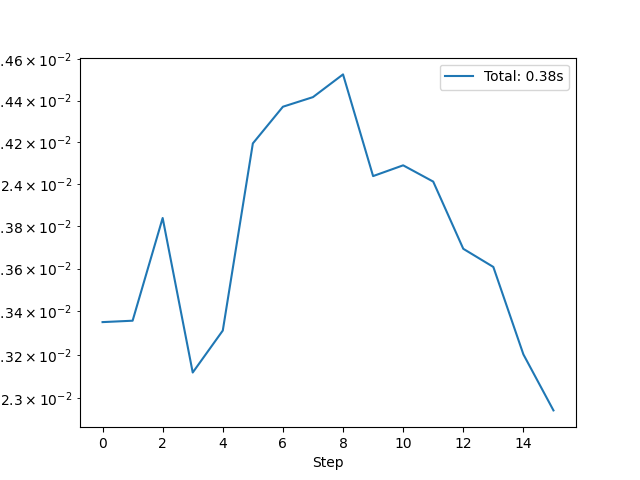 .46 × 10⁻²
.44 × 10⁻²
.42 × 10⁻²
2.4 × 10⁻²
.38 × 10⁻²
.36 × 10⁻²
.34 × 10⁻²
.32 × 10⁻²
2.3 × 10⁻²
Total: 0.38s
0 2 4 6 8 10 12 14
Step